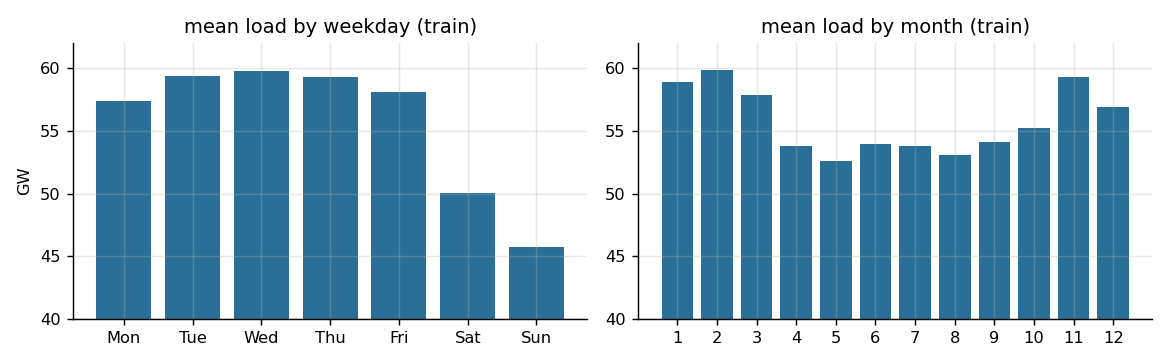 mean load by weekday (train)
GW
60
55
50
45
40
Mon Tue Wed Thu Fri Sat Sun
mean load by month (train)
60
55
50
45
40
1 2 3 4 5 6 7 8 9 10 11 12